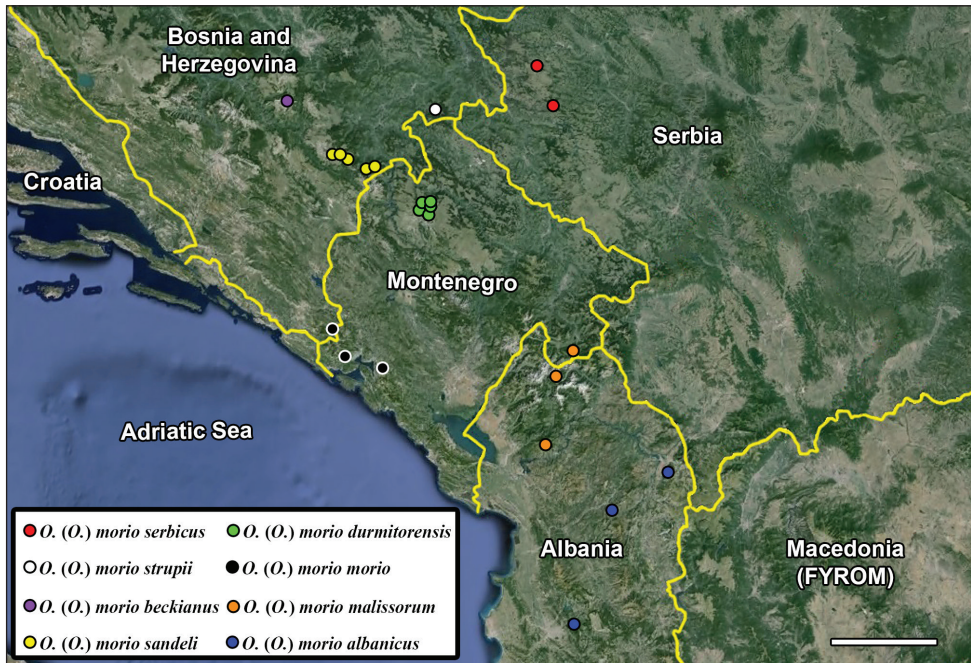 Bosnia and
Herzegovina
Serbia
Croatia
Montenegro
Adriatic Sea
Albania
Macedonia
(FYROM)
O. (O.) morio serbicus
O. (O.) morio durmitorensis
O. (O.) morio strupii
O. (O.) morio morio
O. (O.) morio beckianus
O. (O.) morio malissorum
O. (O.) morio sandeli
O. (O.) morio albanicus